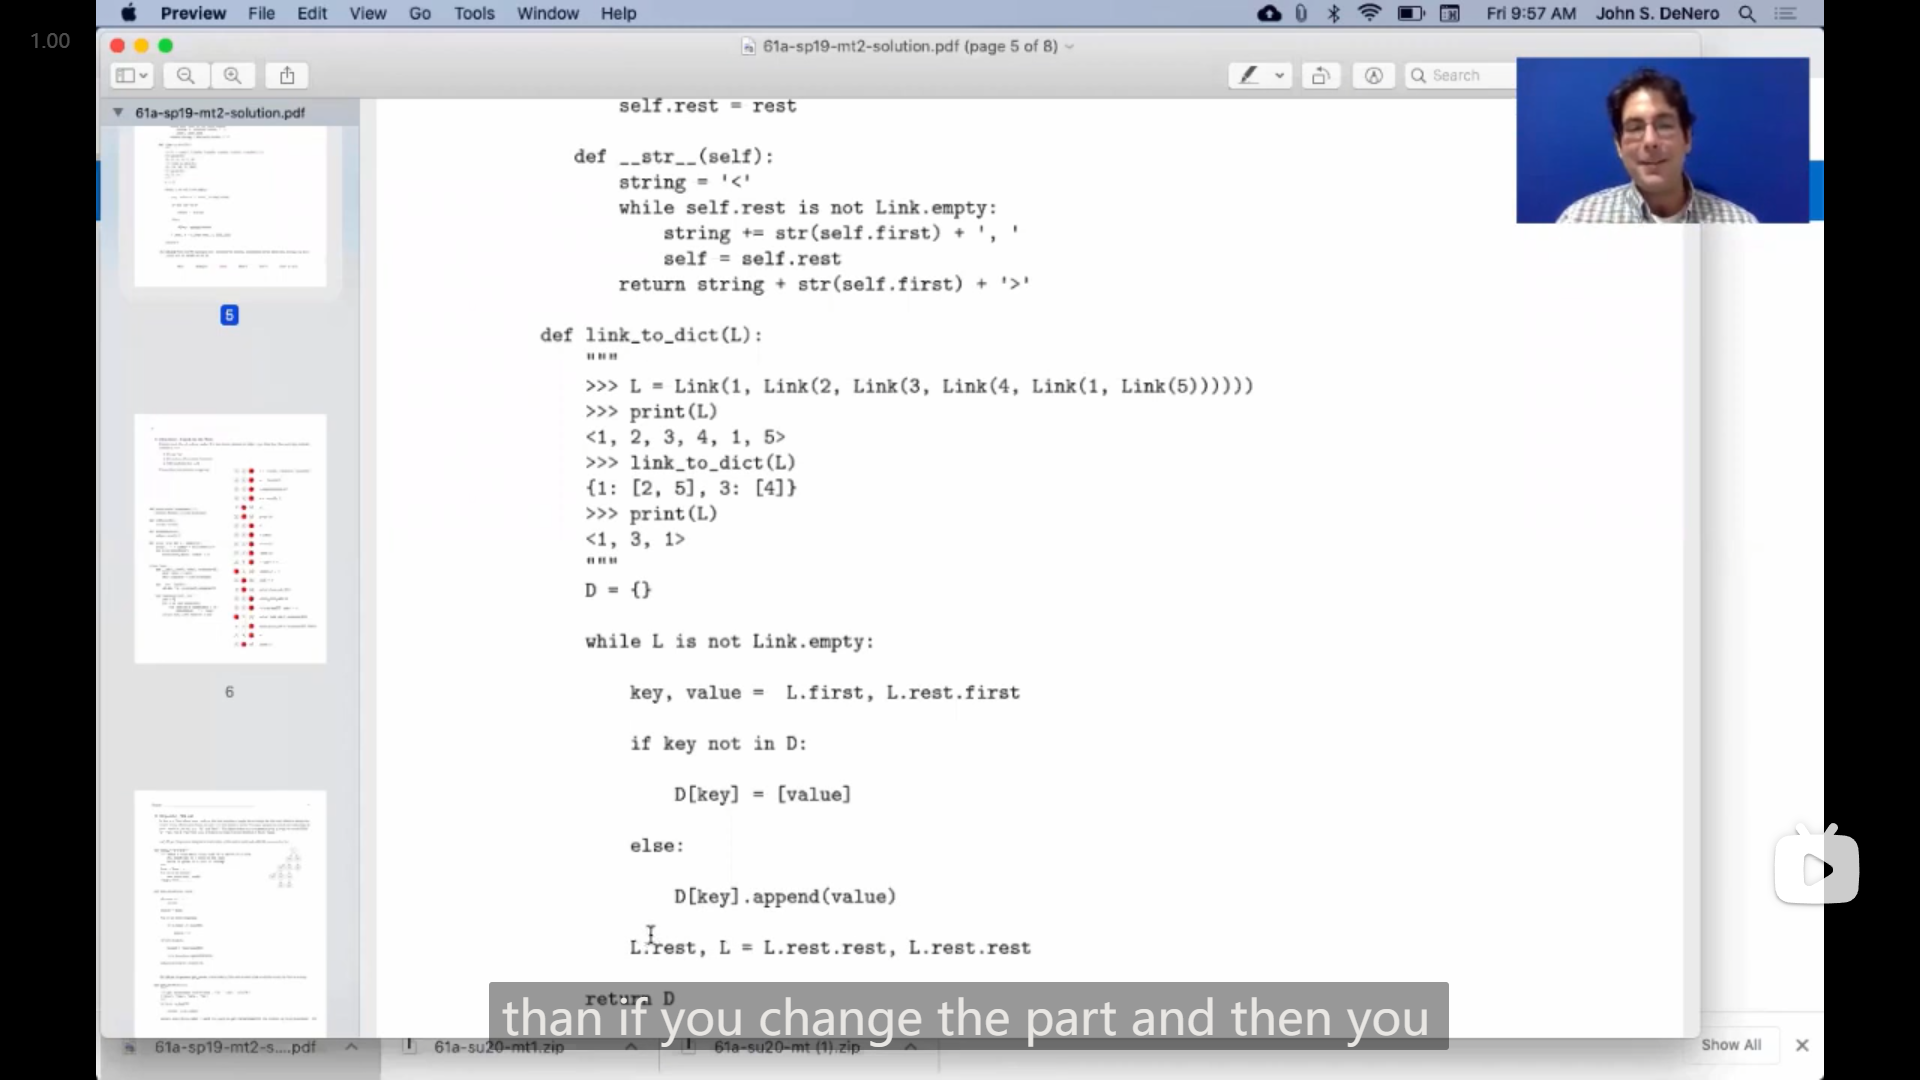 Preview File Edit View Go Tools Window Help
Fri 9:57 AM John S. DeNero
1.00
61a-sp19-mt2-solution.pdf (page 5 of 8)
Search
61a-sp19-mt2-solution.pdf
5
6
self.rest = rest
def __str__(self):
string = '<'
while self.rest is not Link.empty:
string += str(self.first) + ', '
self = self.rest
return string + str(self.first) + '>'
def link_to_dict(L):
"""
>>> L = Link(1, Link(2, Link(3, Link(4, Link(1, Link(5))))))
>>> print(L)
<1, 2, 3, 4, 1, 5>
>>> link_to_dict(L)
{1: [2, 5], 3: [4]}
>>> print(L)
<1, 3, 1>
"""
D = {}
while L is not Link.empty:
key, value = L.first, L.rest.first
if key not in D:
D[key] = [value]
else:
D[key].append(value)
L.rest, L = L.rest.rest, L.rest.rest
return D
than if you change the part and then you
61a-sp19-mt2-s....pdf
61a-su20-mt1.zip
61a-su20-mt (1).zip
Show All